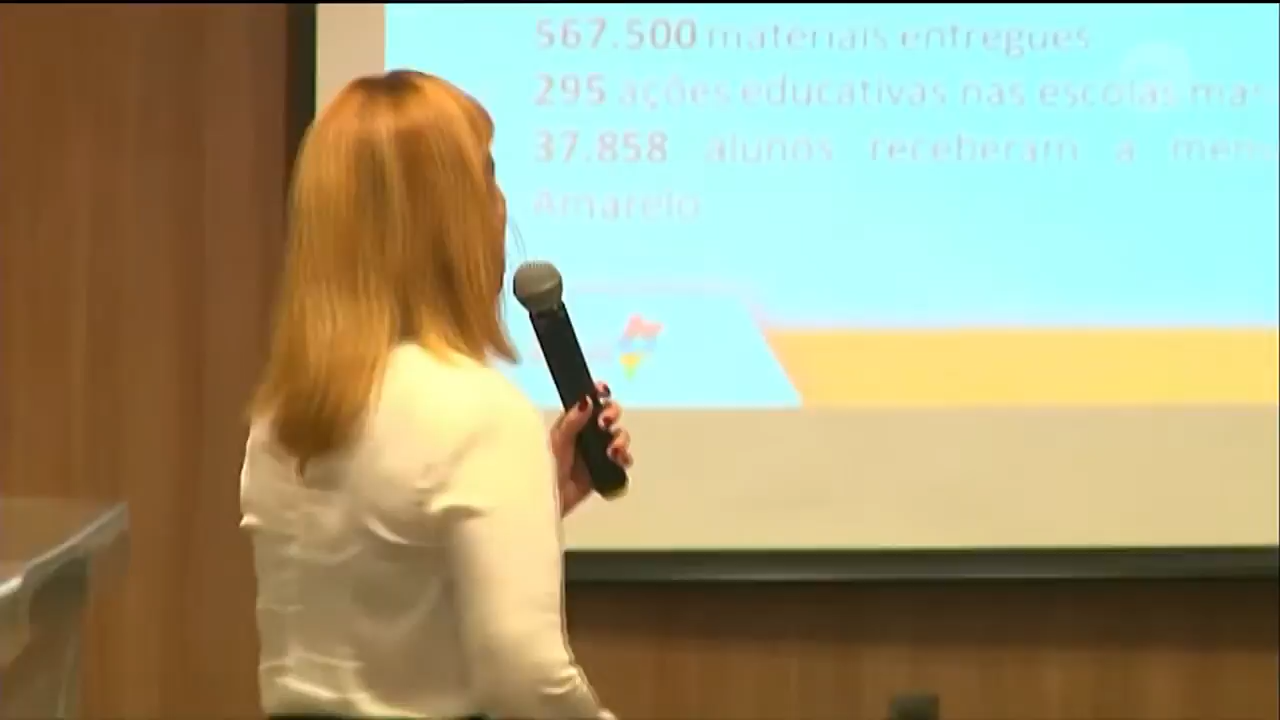 567.500 materiais entregues
295 ações educativas nas escolas
37.858 alunos receberam a
Amarelo